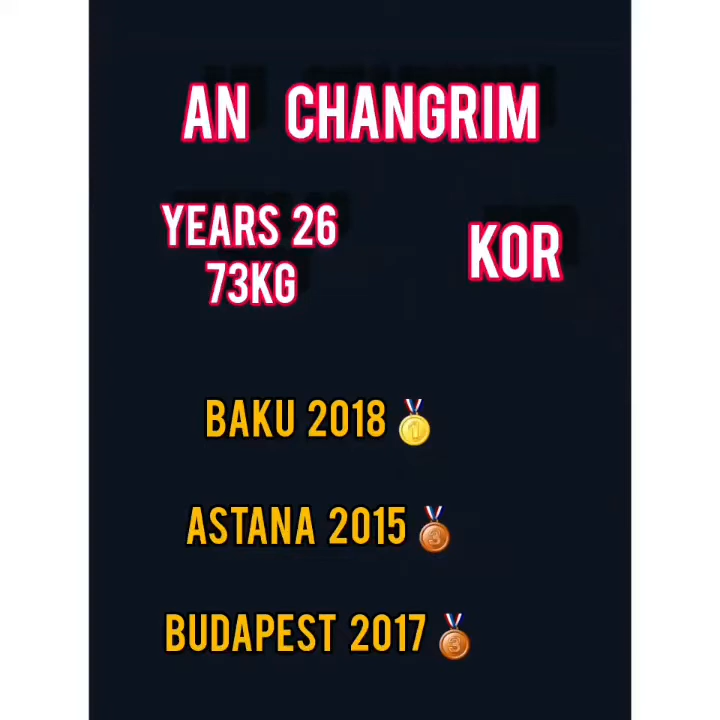 AN CHANGRIM
YEARS 26
73KG
KOR
BAKU 2018 🥇
ASTANA 2015 🥉
BUDAPEST 2017 🥉